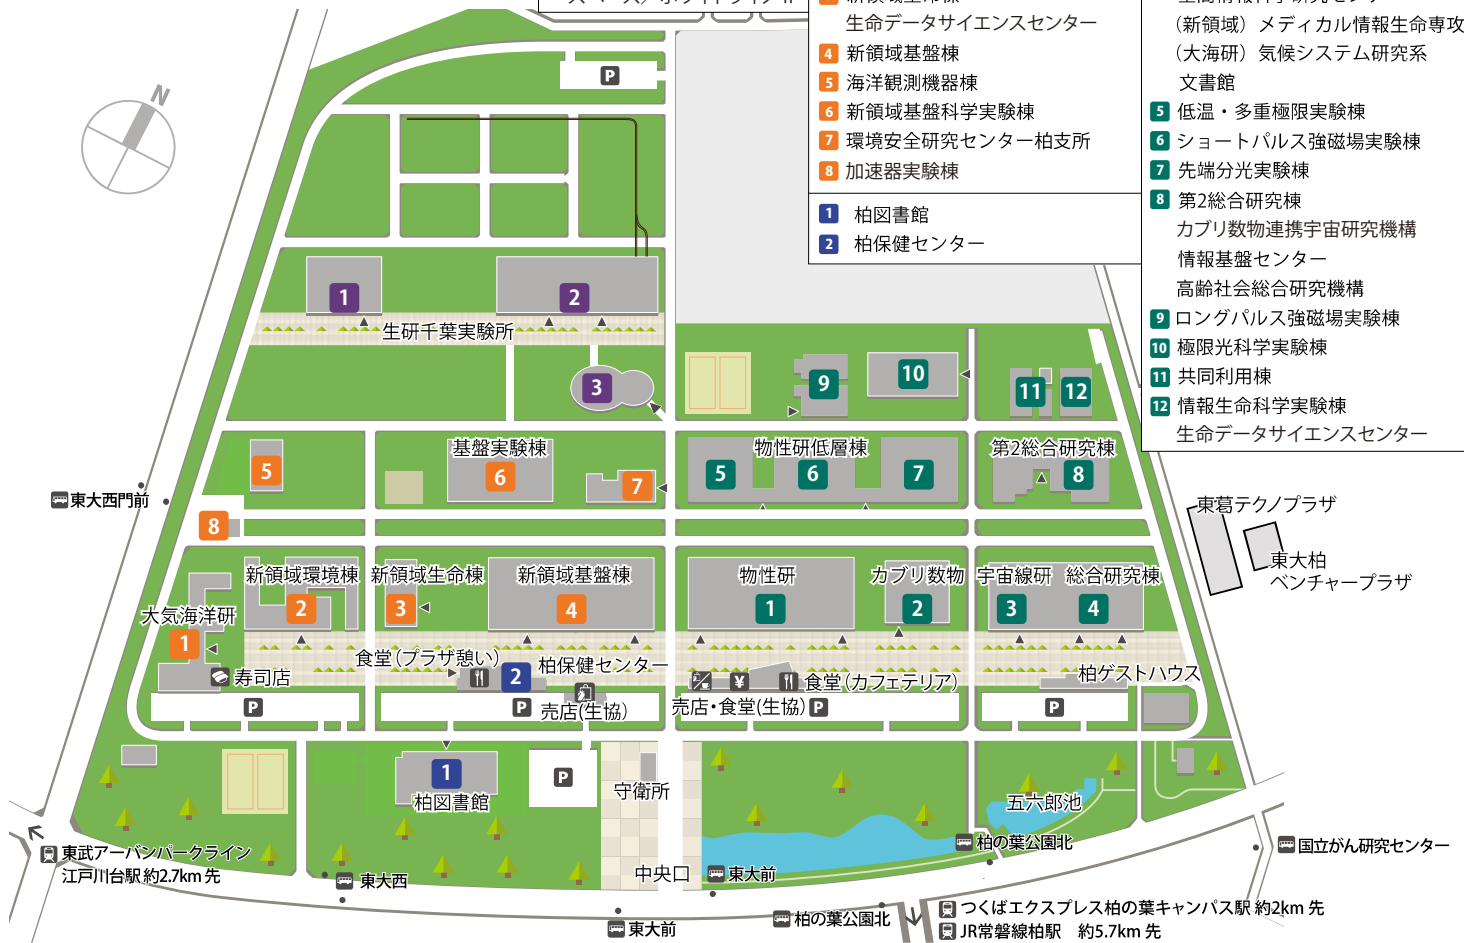 生命データサイエンスセンター
4 新領域基盤棟
5 海洋観測機器棟
6 新領域基盤科学実験棟
7 環境安全研究センター柏支所
8 加速器実験棟
1 柏図書館
2 柏保健センター
(新領域) メディカル情報生命専攻
(大海研) 気候システム研究系
文書館
5 低温・多重極限実験棟
6 ショートパルス強磁場実験棟
7 先端分光実験棟
8 第2総合研究棟
カブリ数物連携宇宙研究機構
情報基盤センター
高齢社会総合研究機構
9 ロングパルス強磁場実験棟
10 極限光科学実験棟
11 共同利用棟
12 情報生命科学実験棟
生命データサイエンスセンター
N
P
1
2
生研千葉実験所
3
9
10
11
12
基盤実験棟
物性研低層棟
第2総合研究棟
5
6
7
5
6
7
8
東大西門前
8
東葛テクノプラザ
東大柏
ベンチャープラザ
新領域環境棟
新領域生命棟
新領域基盤棟
物性研
カブリ数物
宇宙線研
総合研究棟
2
3
4
1
2
3
4
大気海洋研
1
食堂(プラザ憩い)
柏保健センター
寿司店
2
¥
食堂(カフェテリア)
柏ゲストハウス
P
P
売店(生協)
売店・食堂(生協)
P
P
1
柏図書館
P
守衛所
五六郎池
中央口
東大前
柏の葉公園北
国立がん研究センター
東武アーバンパークライン
江戸川台駅 約2.7km 先
東大西
東大前
柏の葉公園北
つくばエクスプレス柏の葉キャンパス駅 約2km 先
JR常磐線柏駅 約5.7km 先